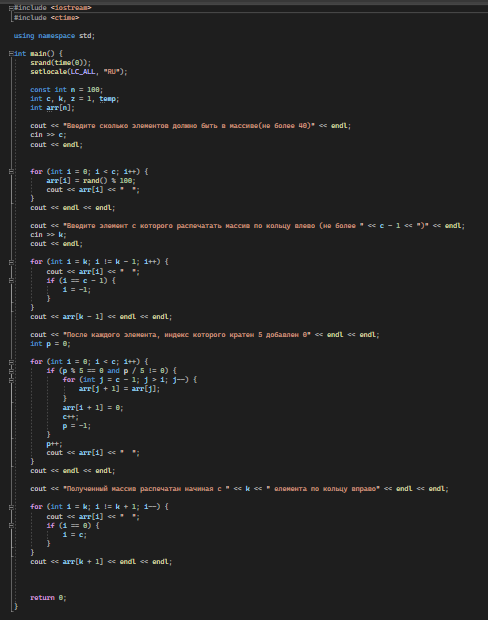 #include <iostream>
#include <ctime>
using namespace std;
int main() {
srand(time(0));
setlocale(LC_ALL, "RU");
const int n = 100;
int c, k, z = 1, temp;
int arr[n];
cout << "Введите сколько элементов должно быть в массиве(не более 40)" << endl;
cin >> c;
cout << endl;
for (int i = 0; i < c; i++) {
arr[i] = rand() % 100;
cout << arr[i] << "  ";
}
cout << endl << endl;
cout << "Введите элемент с которого распечатать массив по кольцу влево (не более " << c - 1 << ")" << endl;
cin >> k;
cout << endl;
for (int i = k; i != k - 1; i++) {
cout << arr[i] << "  ";
if (i == c - 1) {
i = -1;
}
}
cout << arr[k - 1] << endl << endl;
cout << "После каждого элемента, индекс которого кратен 5 добавлен 0" << endl << endl;
int p = 0;
for (int i = 0; i < c; i++) {
if (p % 5 == 0 and p / 5 != 0) {
for (int j = c - 1; j > i; j--) {
arr[j + 1] = arr[j];
}
arr[i + 1] = 0;
c++;
p = -1;
}
p++;
cout << arr[i] << "  ";
}
cout << endl << endl;
cout << "Полученный массив распечатан начиная с " << k << " елемента по кольцу вправо" << endl << endl;
for (int i = k; i != k + 1; i--) {
cout << arr[i] << "  ";
if (i == 0) {
i = c;
}
}
cout << arr[k + 1] << endl << endl;
return 0;
}